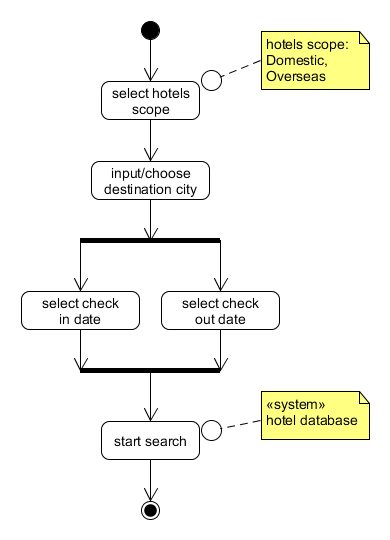 hotels scope:
Domestic,
Overseas
select hotels
scope
input/choose
destination city
select check
in date
select check
out date
«system»
hotel database
start search